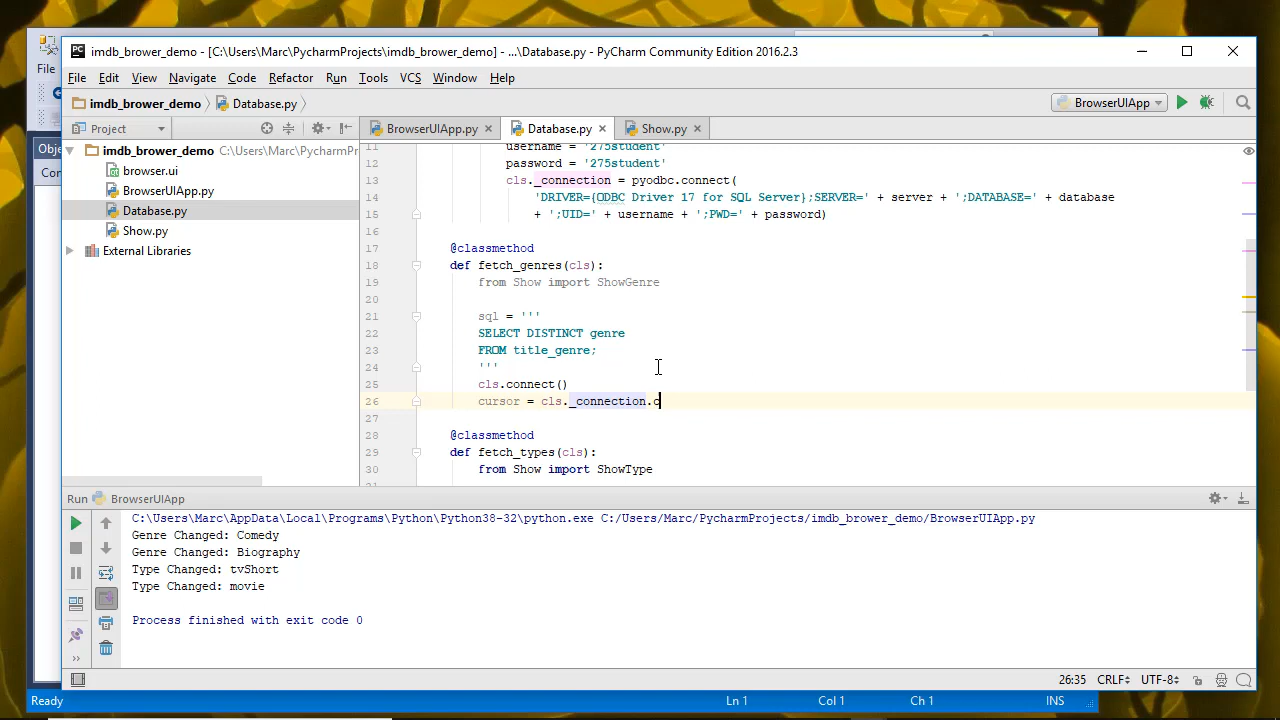 imdb_brower_demo - [C:\Users\Marc\PycharmProjects\imdb_brower_demo] - ...\Database.py - PyCharm Community Edition 2016.2.3
File
File Edit View Navigate Code Refactor Run Tools VCS Window Help
imdb_brower_demo Database.py BrowserUIApp
Project BrowserUIApp.py Database.py Show.py
Obje
Con
imdb_brower_demo C:\Users\Marc\PycharmPr
browser.ui
BrowserUIApp.py
Database.py
Show.py
External Libraries
11 username = '275student'
12 password = '275student'
13 cls._connection = pyodbc.connect(
14 'DRIVER={ODBC Driver 17 for SQL Server};SERVER=' + server + ';DATABASE=' + database
15 + ';UID=' + username + ';PWD=' + password)
16
17 @classmethod
18 def fetch_genres(cls):
19 from Show import ShowGenre
20
21 sql = '''
22 SELECT DISTINCT genre
23 FROM title_genre;
24 '''
25 cls.connect()
26 cursor = cls._connection.c
27
28 @classmethod
29 def fetch_types(cls):
30 from Show import ShowType
Run BrowserUIApp
C:\Users\Marc\AppData\Local\Programs\Python\Python38-32\python.exe C:/Users/Marc/PycharmProjects/imdb_brower_demo/BrowserUIApp.py
Genre Changed: Comedy
Genre Changed: Biography
Type Changed: tvShort
Type Changed: movie
Process finished with exit code 0
26:35 CRLF UTF-8
Ready Ln 1 Col 1 Ch 1 INS